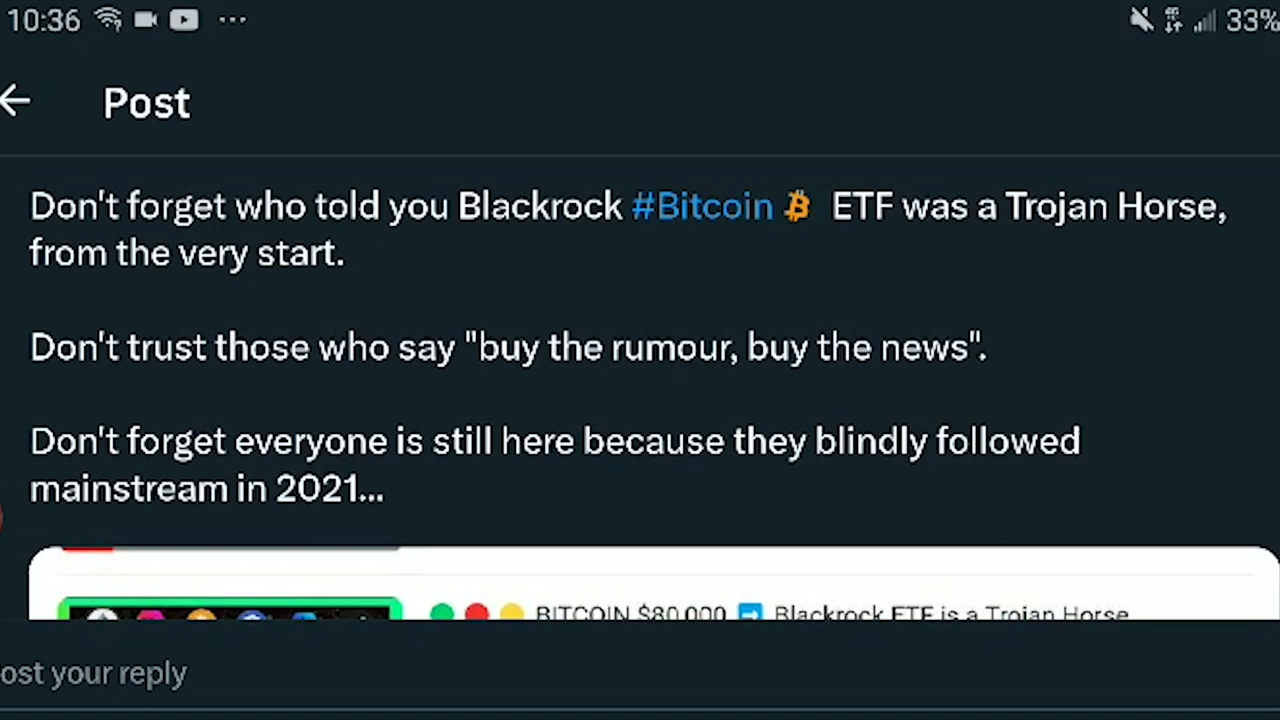 10:36 ... 33%
Post
Don't forget who told you Blackrock #Bitcoin ETF was a Trojan Horse,
from the very start.
Don't trust those who say "buy the rumour, buy the news".
Don't forget everyone is still here because they blindly followed
mainstream in 2021...
BITCOIN $80,000 Blackrock ETF is a Trojan Horse
ost your reply